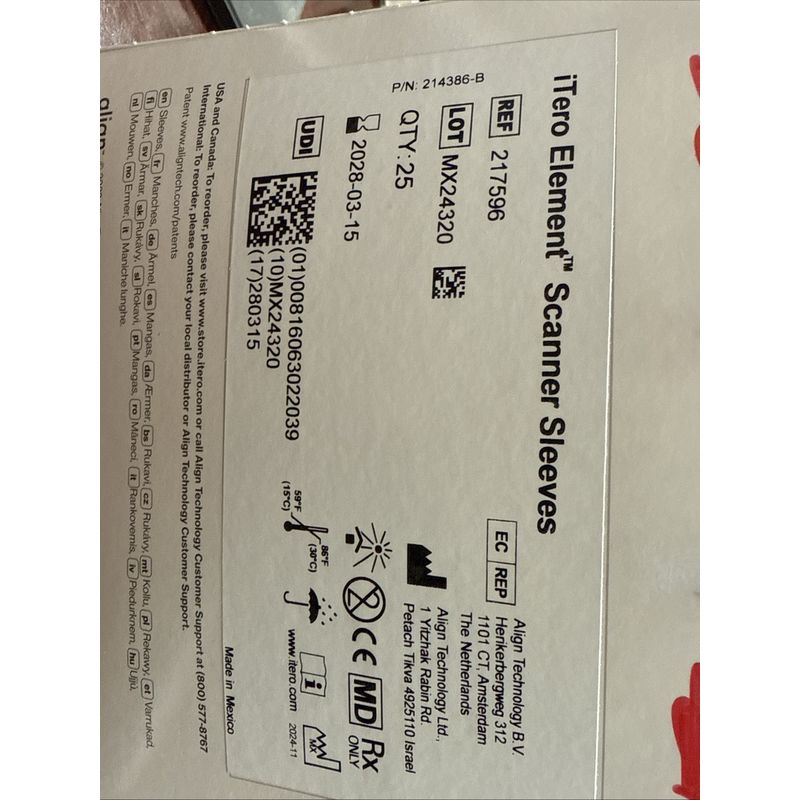 iTero Element™ Scanner Sleeves
REF 217596
LOT MX24320
QTY: 25
2028-03-15
P/N: 214386-B
UDI
(01)00816063022039
(10)MX24320
(17)280315
EC REP
Align Technology B.V.
Herikerbergweg 312
1101 CT, Amsterdam
The Netherlands
Align Technology Ltd.,
1 Yitzhak Rabin Rd.
Petach Tikva 4925110 Israel
CE MD Rx ONLY
59°F
(15°C)
86°F
(30°C)
www.itero.com
2024-11
MX
Made in Mexico
USA and Canada: To reorder, please visit www.store.itero.com or call Align Technology Customer Support at (800) 577-8767
International: To reorder, please contact your local distributor or Align Technology Customer Support.
Patent www.aligntech.com/patents
en Sleeves, fr Manches, de Ärmel, es Mangas, da Ærmer, bs Rukavi, cz Rukávy, mt Kollu, pl Rękawy, et Varrukad,
fi Hihat, sv Ärmar, sk Rukávy, sl Rokavi, pt Mangas, ro Mâneci, lt Rankovėmis, lv Piedurknēm, hu Ujjú,
nl Mouwen, no Ermer, it Maniche lunghe.
align